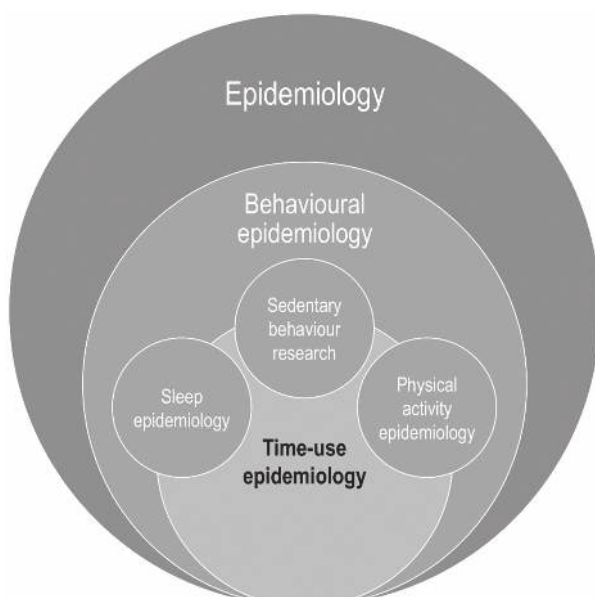 Epidemiology
Behavioural
epidemiology
Sedentary
behaviour
research
Sleep
epidemiology
Physical
activity
epidemiology
Time-use
epidemiology